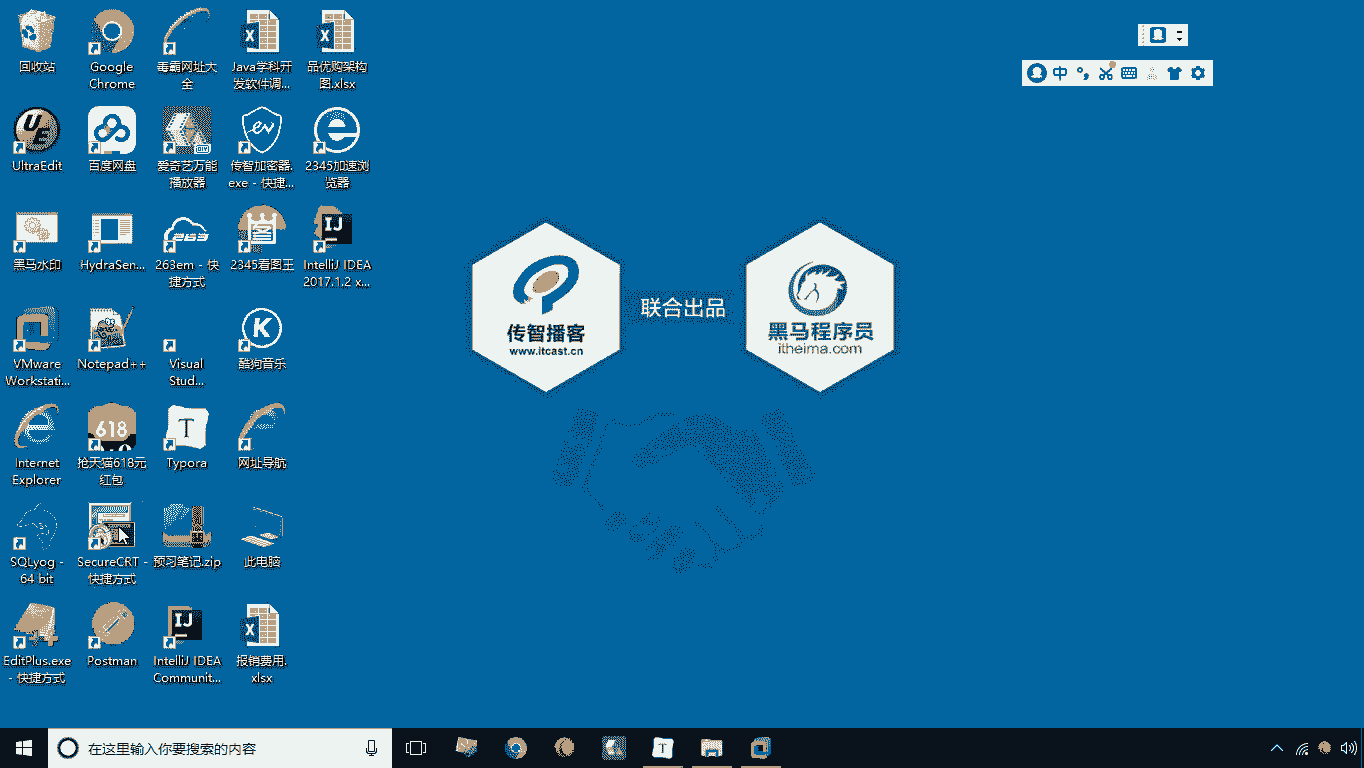 回收站
Google
Chrome
毒霸网址大
全
Java学科开
发软件调...
品优购架构
图.xlsx
中
UE
UltraEdit
百度网盘
DIY
爱奇艺万能
播放器
ev
传智加密器.
exe - 快捷...
2345加速浏
览器
黑马水印
HydraSen...
263
263em - 快
捷方式
2345看图王
IJ
IntelliJ IDEA
2017.1.2 x...
传智播客
www.itcast.cn
联合出品
黑马程序员
itheima.com
VMware
Workstati...
Notepad++
Visual
Stud...
K
酷狗音乐
Internet
Explorer
618
抢天猫618元
红包
T
Typora
网址导航
SQLyog -
64 bit
SecureCRT -
快捷方式
预习笔记.zip
此电脑
EditPlus.exe
- 快捷方式
Postman
IJ
IntelliJ IDEA
Communit...
X
报销费用.
xlsx
在这里输入你要搜索的内容
T